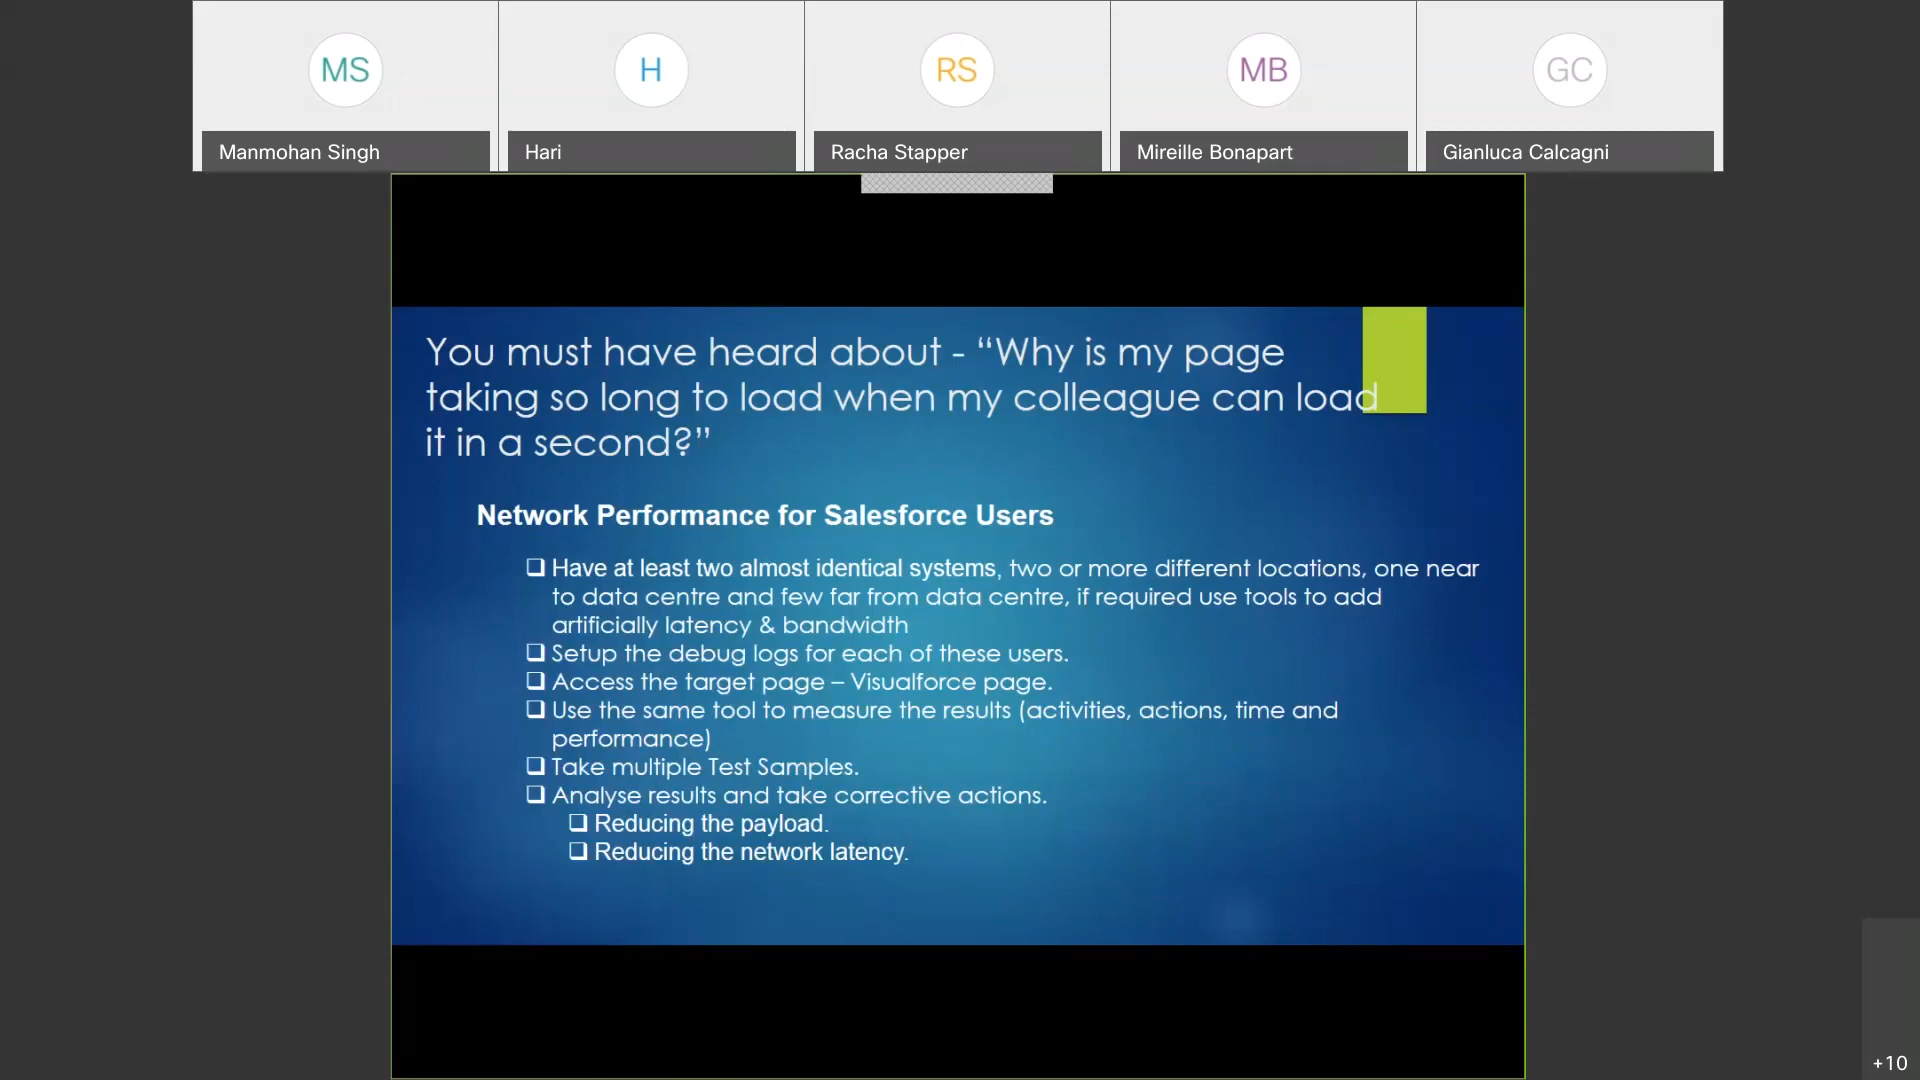 MS
H
RS
MB
GC
Manmohan Singh
Hari
Racha Stapper
Mireille Bonapart
Gianluca Calcagni
You must have heard about - “Why is my page
taking so long to load when my colleague can load
it in a second?”
Network Performance for Salesforce Users
❑ Have at least two almost identical systems, two or more different locations, one near
to data centre and few far from data centre, if required use tools to add
artificially latency & bandwidth
❑ Setup the debug logs for each of these users.
❑ Access the target page – Visualforce page.
❑ Use the same tool to measure the results (activities, actions, time and
performance)
❑ Take multiple Test Samples.
❑ Analyse results and take corrective actions.
❑ Reducing the payload.
❑ Reducing the network latency.
+10